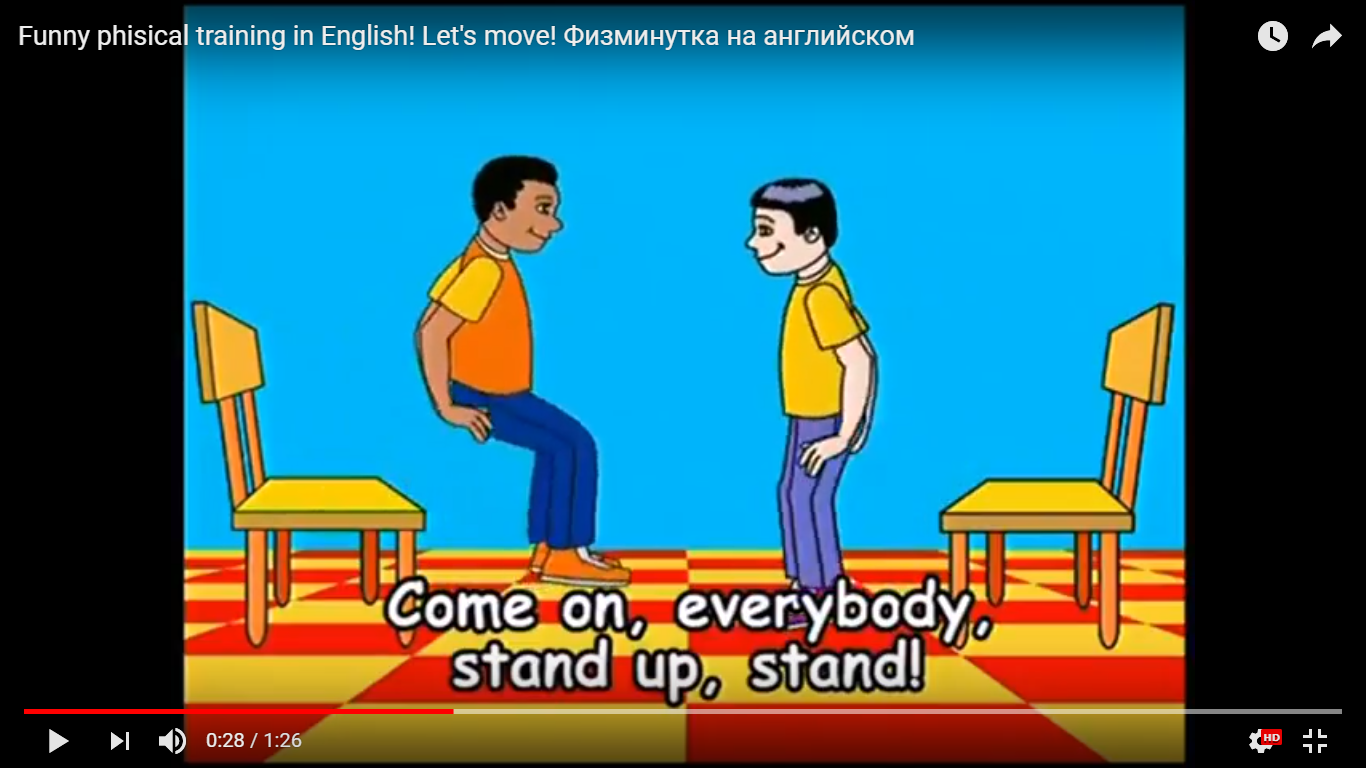 Funny phisical training in English! Let's move! Физминутка на английском
Come on, everybody,
stand up, stand!
0:28 / 1:26
HD